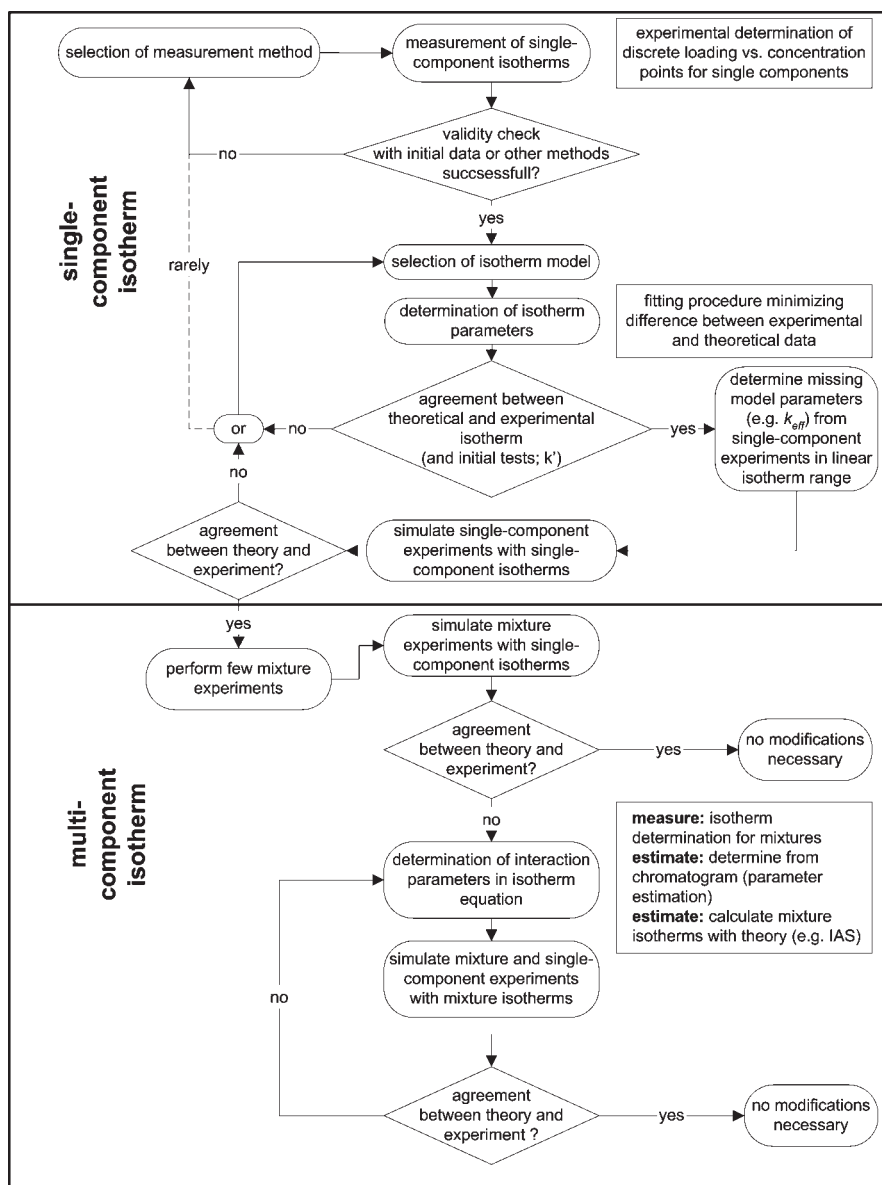 selection of measurement method
measurement of single-
component isotherms
experimental determination of
discrete loading vs. concentration
points for single components
validity check
with initial data or other methods
succsessfull?
no
yes
single-
component
isotherm
rarely
selection of isotherm model
determination of isotherm
parameters
fitting procedure minimizing
difference between experimental
and theoretical data
agreement between
theoretical and experimental
isotherm
(and initial tests; k')
or
no
yes
determine missing
model parameters
(e.g. keff) from
single-component
experiments in linear
isotherm range
no
agreement
between theory and
experiment?
simulate single-component
experiments with single-
component isotherms
yes
perform few mixture
experiments
simulate mixture
experiments with single-
component isotherms
agreement
between theory and
experiment?
yes
no modifications
necessary
no
multi-
component
isotherm
determination of interaction
parameters in isotherm
equation
measure: isotherm
determination for mixtures
estimate: determine from
chromatogram (parameter
estimation)
estimate: calculate mixture
isotherms with theory (e.g. IAS)
simulate mixture and single-
component experiments
with mixture isotherms
no
agreement
between theory and
experiment ?
yes
no modifications
necessary